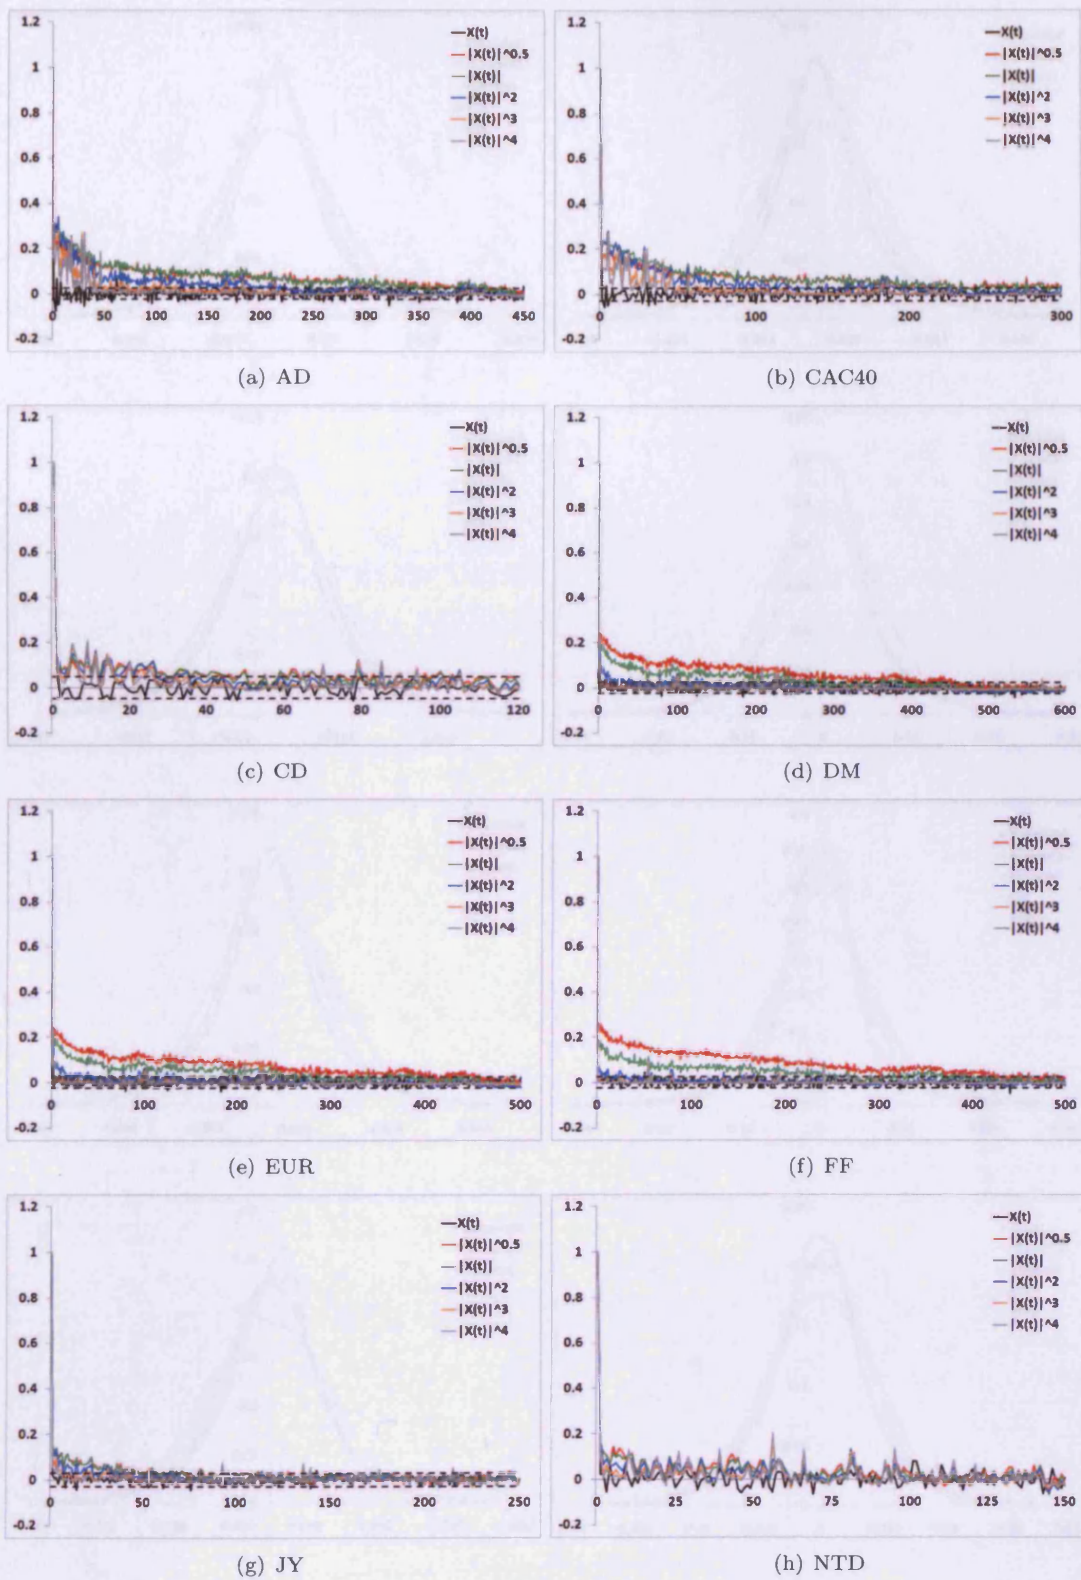 1.2
1
0.8
0.6
0.4
0.2
0
-0.2
0 50 100 150 200 250 300 350 400 450
X(t)
|X(t)|^0.5
|X(t)|
|X(t)|^2
|X(t)|^3
|X(t)|^4
(a) AD
1.2
1
0.8
0.6
0.4
0.2
0
-0.2
0 100 200 300
X(t)
|X(t)|^0.5
|X(t)|
|X(t)|^2
|X(t)|^3
|X(t)|^4
(b) CAC40
1.2
1
0.8
0.6
0.4
0.2
0
-0.2
0 20 40 60 80 100 120
X(t)
|X(t)|^0.5
|X(t)|
|X(t)|^2
|X(t)|^3
|X(t)|^4
(c) CD
1.2
1
0.8
0.6
0.4
0.2
0
-0.2
0 100 200 300 400 500 600
X(t)
|X(t)|^0.5
|X(t)|
|X(t)|^2
|X(t)|^3
|X(t)|^4
(d) DM
1.2
1
0.8
0.6
0.4
0.2
0
-0.2
0 100 200 300 400 500
X(t)
|X(t)|^0.5
|X(t)|
|X(t)|^2
|X(t)|^3
|X(t)|^4
(e) EUR
1.2
1
0.8
0.6
0.4
0.2
0
-0.2
0 100 200 300 400 500
X(t)
|X(t)|^0.5
|X(t)|
|X(t)|^2
|X(t)|^3
|X(t)|^4
(f) FF
1.2
1
0.8
0.6
0.4
0.2
0
-0.2
0 50 100 150 200 250
X(t)
|X(t)|^0.5
|X(t)|
|X(t)|^2
|X(t)|^3
|X(t)|^4
(g) JY
1.2
1
0.8
0.6
0.4
0.2
0
-0.2
0 25 50 75 100 125 150
X(t)
|X(t)|^0.5
|X(t)|
|X(t)|^2
|X(t)|^3
|X(t)|^4
(h) NTD